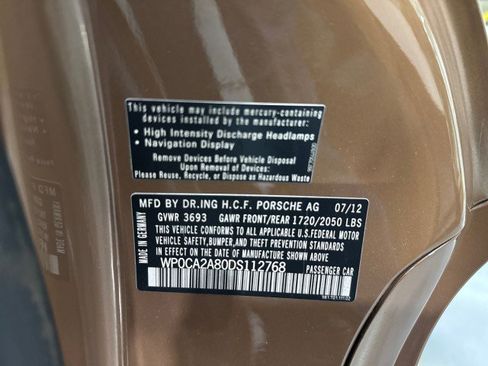 This vehicle may include mercury-containing
devices installed by the manufacturer:
• High Intensity Discharge Headlamps
• Navigation Display
Remove Devices Before Vehicle Disposal
Upon Removal of Devices:
Please Reuse, Recycle or Dispose as Hazardous Waste
MFD BY DR.ING H.C.F. PORSCHE AG 07/12
GERMANY GVWR 3693 GAWR FRONT/REAR 1720/2050 LBS
THIS VEHICLE CONFORMS TO ALL APPLICABLE U.S.FEDERAL MOTOR
VEHICLE SAFETY,BUMPER,AND THEFT PREVENTION STANDARDS
IN EFFECT ON THE DATE OF MANUFACTURE SHOWN ABOVE
WP0CA2A80DS112768 PASSENGER CAR